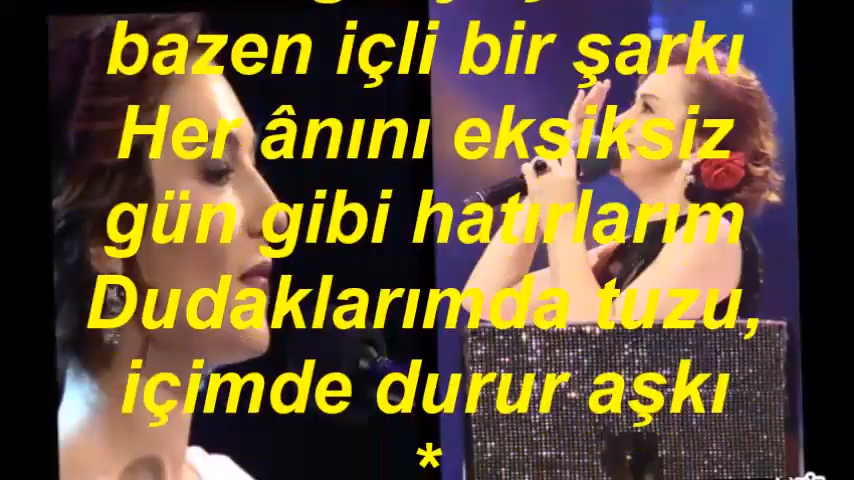 bazen içli bir şarkı
Her ânını eksiksiz
gün gibi hatırlarım
Dudaklarımda tuzu,
içimde durur aşkı
*